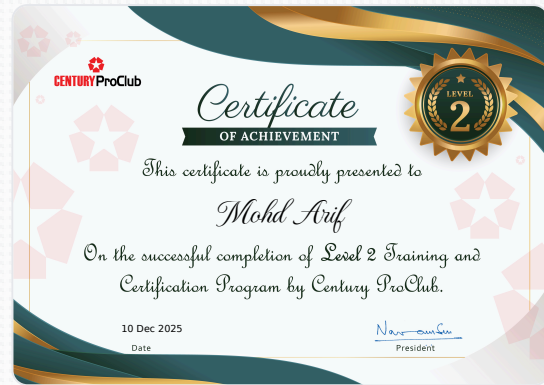 CENTURY ProClub
LEVEL
2
Certificate
OF ACHIEVEMENT
This certificate is proudly presented to
Mohd Arif
On the successful completion of Level 2 Training and
Certification Program by Century ProClub.
10 Dec 2025
Date
President